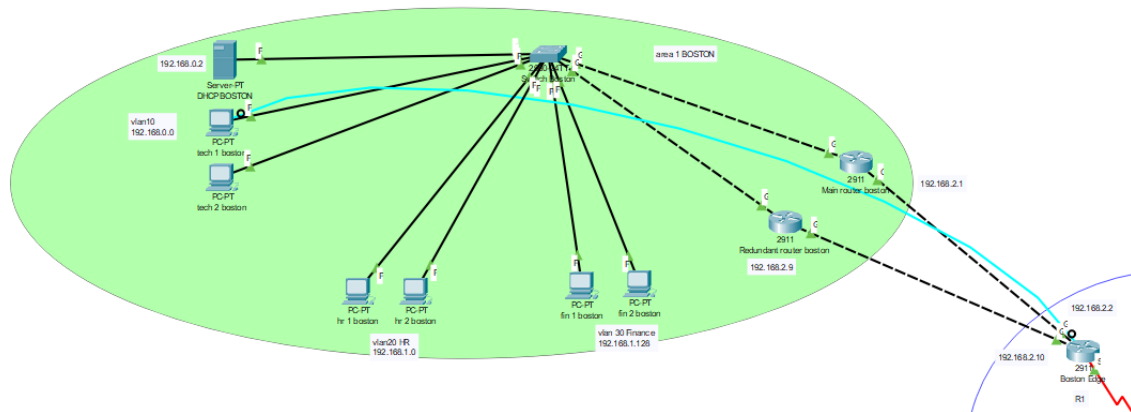 192.168.0.2
F
Server-PT
DHCP BOSTON
vlan10
192.168.0.0
F
PC-PT
tech 1 boston
F
PC-PT
tech 2 boston
F
G
G
F
F
area 1 BOSTON
G
2911
Main router boston
G
192.168.2.1
G
2911
Redundant router boston
G
192.168.2.9
F
PC-PT
hr 1 boston
F
PC-PT
hr 2 boston
vlan20 HR
192.168.1.0
F
PC-PT
fin 1 boston
F
PC-PT
fin 2 boston
vlan 30 Finance
192.168.1.128
192.168.2.2
G
192.168.2.10
2911
Boston Edge
R1